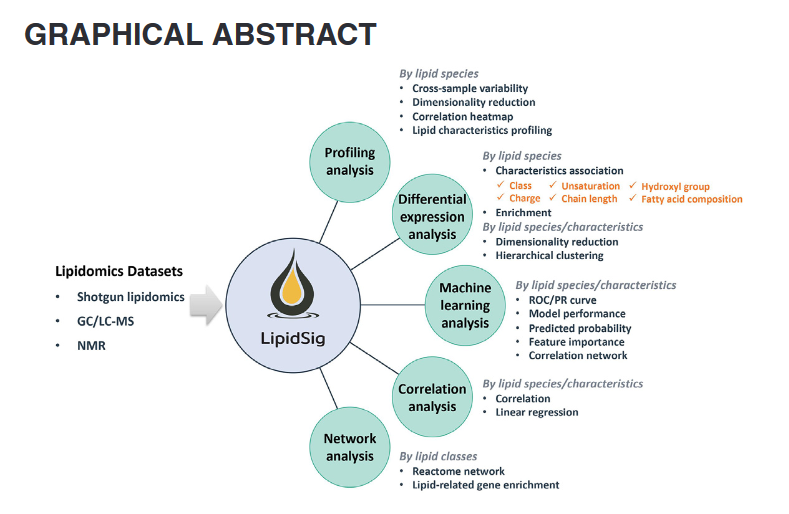 GRAPHICAL ABSTRACT
Lipidomics Datasets
• Shotgun lipidomics
• GC/LC-MS
• NMR
LipidSig
Profiling
analysis
By lipid species
• Cross-sample variability
• Dimensionality reduction
• Correlation heatmap
• Lipid characteristics profiling
Differential
expression
analysis
By lipid species
• Characteristics association
✓ Class ✓ Unsaturation ✓ Hydroxyl group
✓ Charge ✓ Chain length ✓ Fatty acid composition
• Enrichment
By lipid species/characteristics
• Dimensionality reduction
• Hierarchical clustering
Machine
learning
analysis
By lipid species/characteristics
• ROC/PR curve
• Model performance
• Predicted probability
• Feature importance
• Correlation network
Correlation
analysis
By lipid species/characteristics
• Correlation
• Linear regression
Network
analysis
By lipid classes
• Reactome network
• Lipid-related gene enrichment